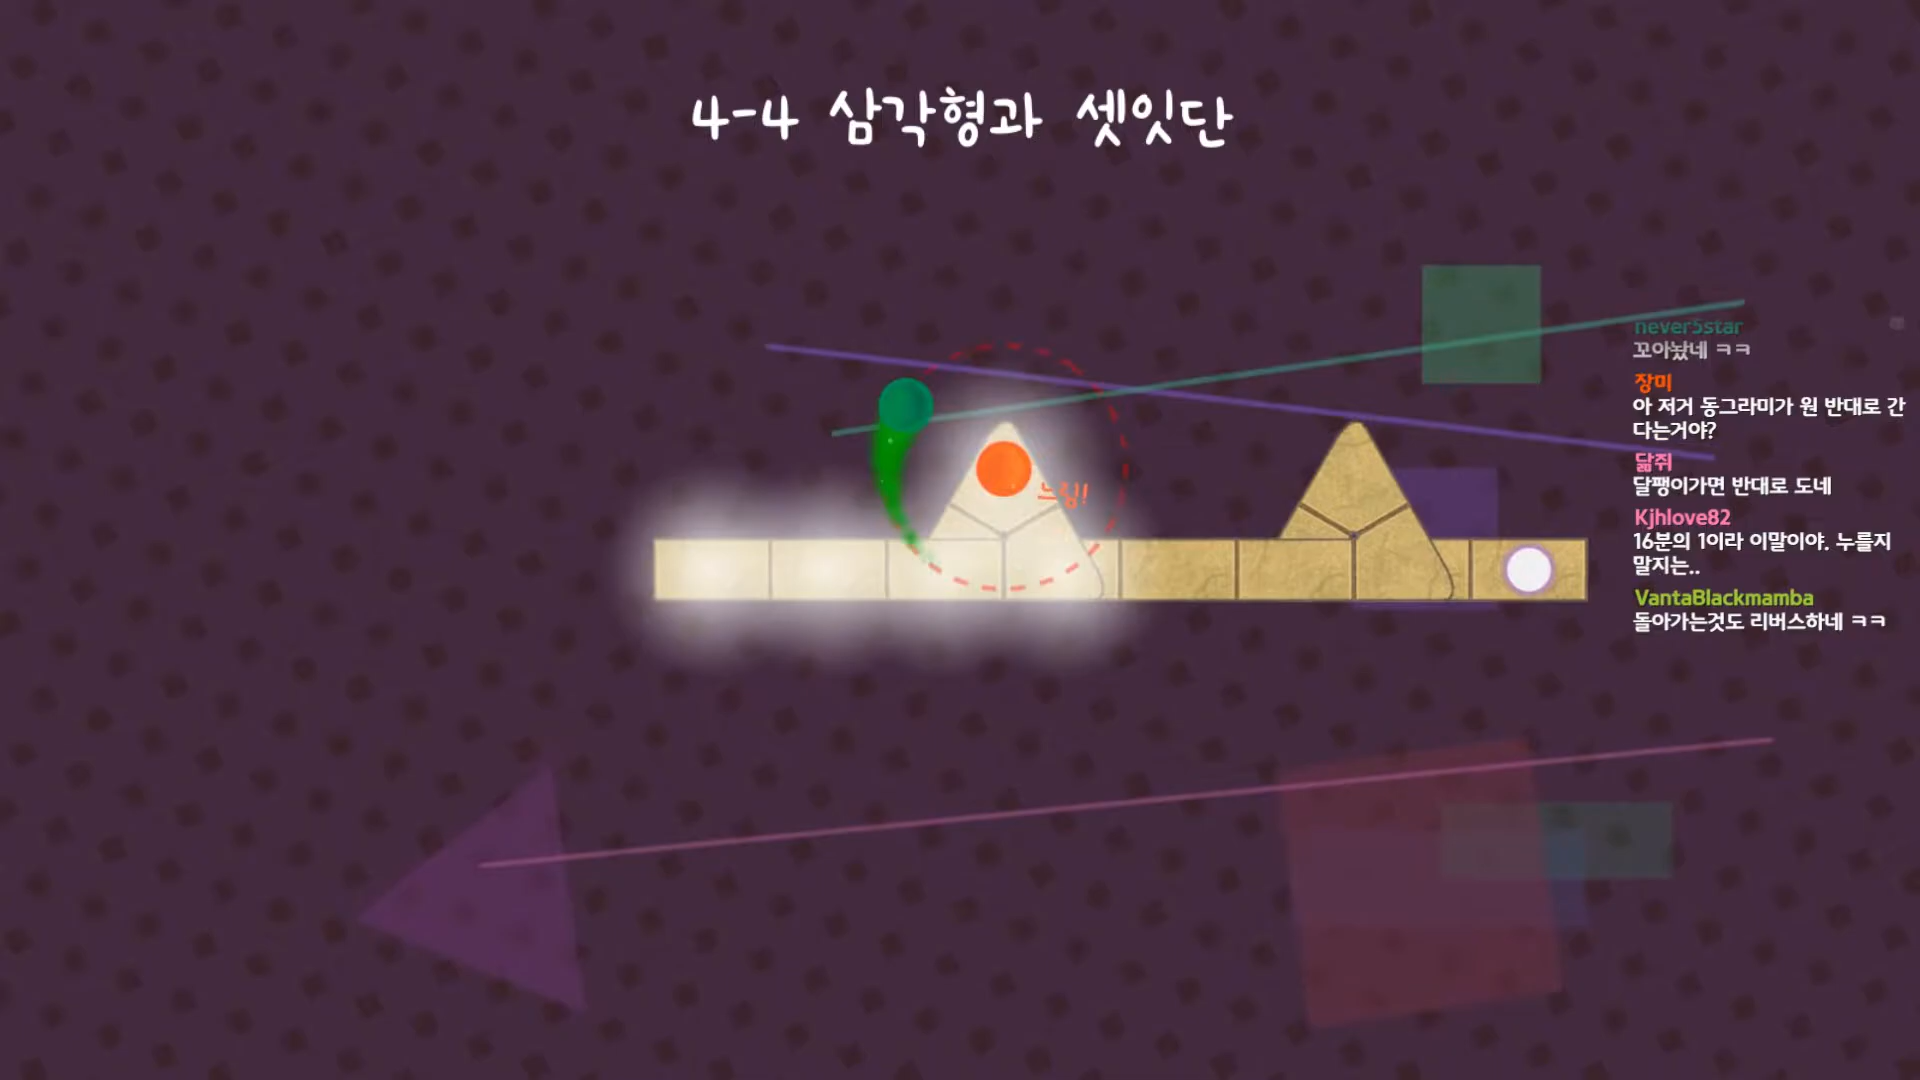 4-4 삼각형과 셋잇단
never5star
꼬아놨네 ㅋㅋ
장미
아 저거 동그라미가 원 반대로 간
다는거야?
닮쥐
달팽이가면 반대로 도네
Kjhlove82
16분의 1이라 이말이야. 누를지
말지는..
VantaBlackmamba
돌아가는것도 리버스하네 ㅋㅋ
느림!